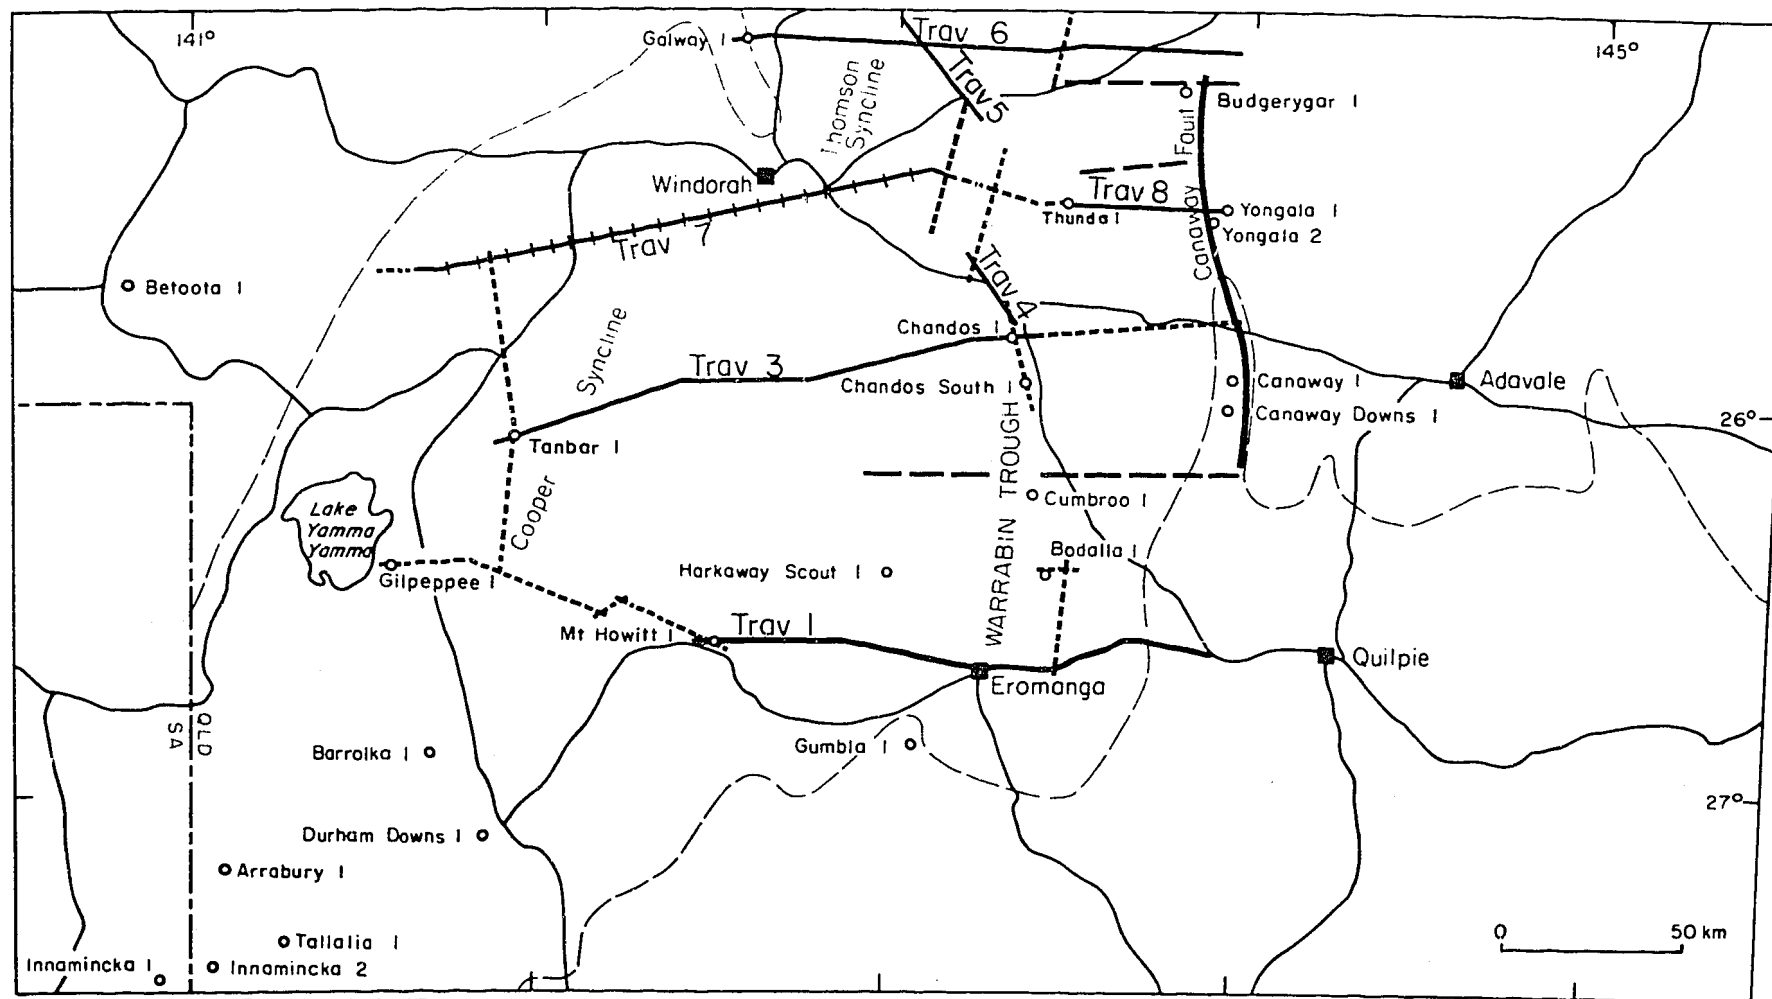 141°
145°
Galway 1
Trav 6
Trav 5
Thomson
Syncline
Budgerygar 1
Fault
Canaway
Windorah
Trav 8
Thunda 1
Yongala 1
Yongala 2
Trav 7
Betoota 1
Trav 4
Chandos 1
Syncline
Trav 3
Chandos South 1
Canaway 1
Adavale
Canaway Downs 1
26°
Tanbar 1
Cooper
WARRABIN TROUGH
Cumbroo 1
Lake
Yamma
Yamma
Bodalla 1
Gilpeppee 1
Harkaway Scout 1
Mt Howitt 1
Trav 1
Quilpie
Eromanga
SA
QLD
Barrolka 1
Gumbla 1
27°
Durham Downs 1
Arrabury 1
Tallalia 1
Innamincka 1
Innamincka 2
0
50 km